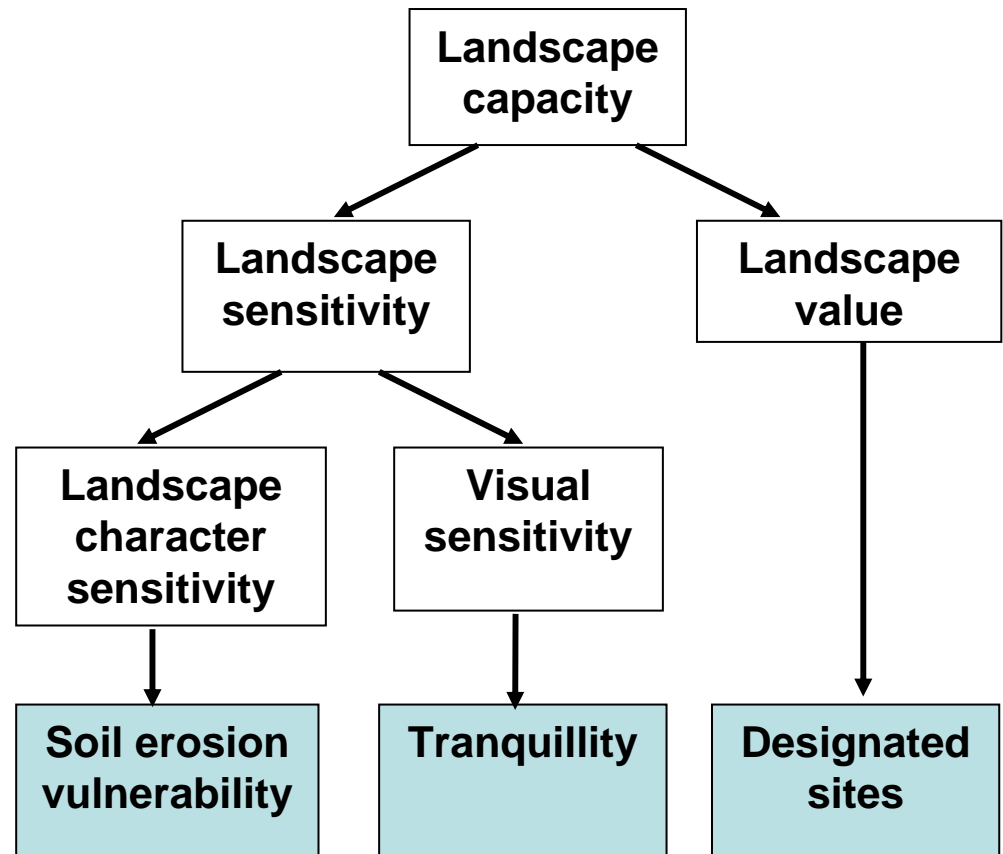 Landscape
capacity
Landscape
sensitivity
Landscape
value
Landscape
character
sensitivity
Visual
sensitivity
Soil erosion
vulnerability
Tranquillity
Designated
sites